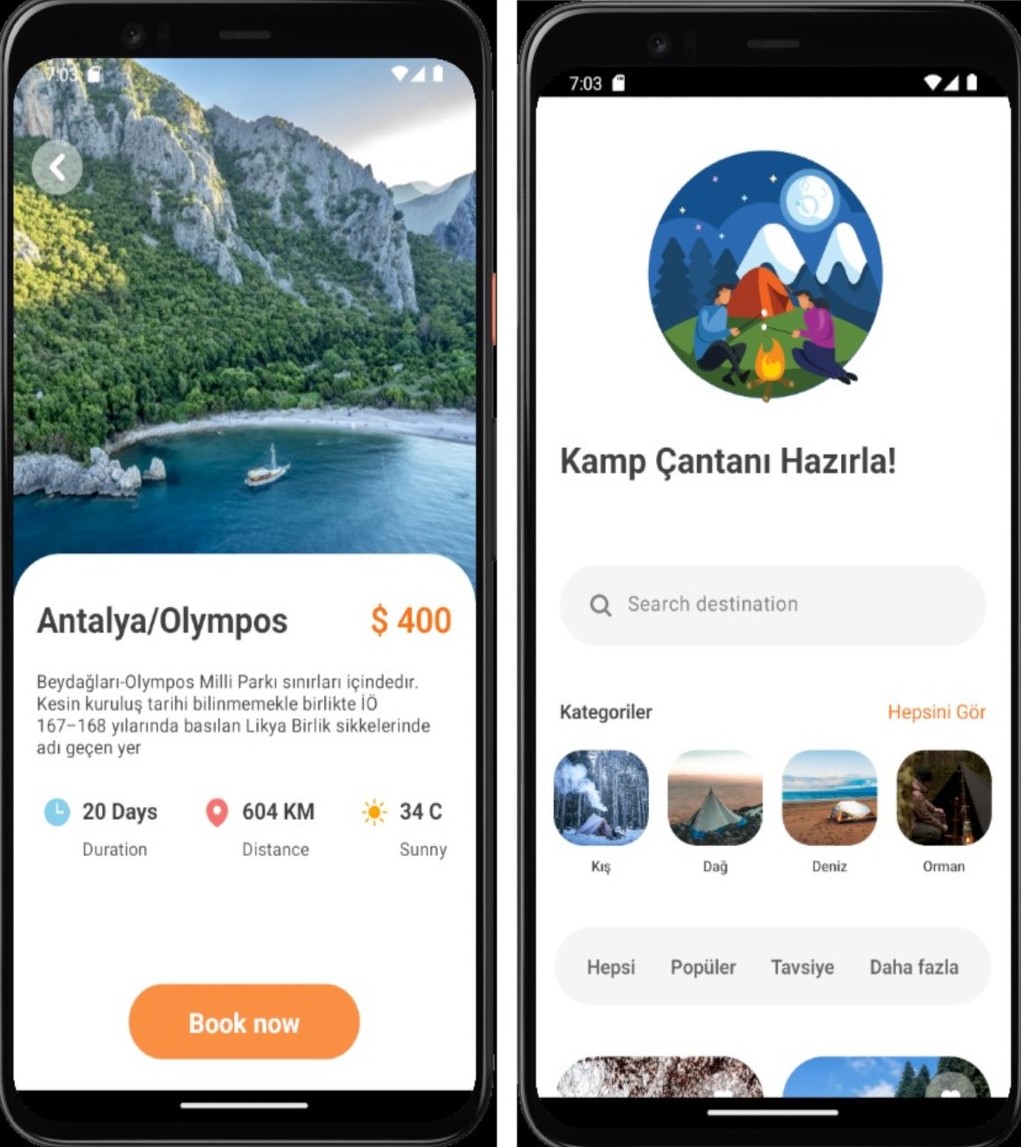 7:03
Antalya/Olympos $ 400
Beydağları-Olympos Milli Parkı sınırları içindedır.
Kesin kuruluş tarihi bilinmemekle birlikte İÖ
167–168 yılarında basılan Likya Birlik sikkelerinde
adı geçen yer
20 Days 604 KM 34 C
Duration Distance Sunny
Book now
7:03
Kamp Çantanı Hazırla!
Search destination
Kategoriler Hepsini Gör
Kış Dağ Deniz Orman
Hepsi Popüler Tavsiye Daha fazla